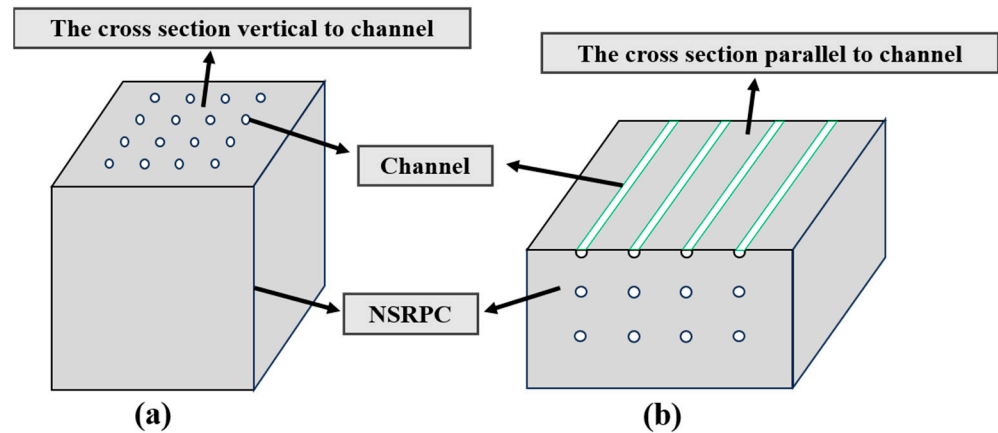 The cross section vertical to channel
The cross section parallel to channel
Channel
NSRPC
(a)
(b)